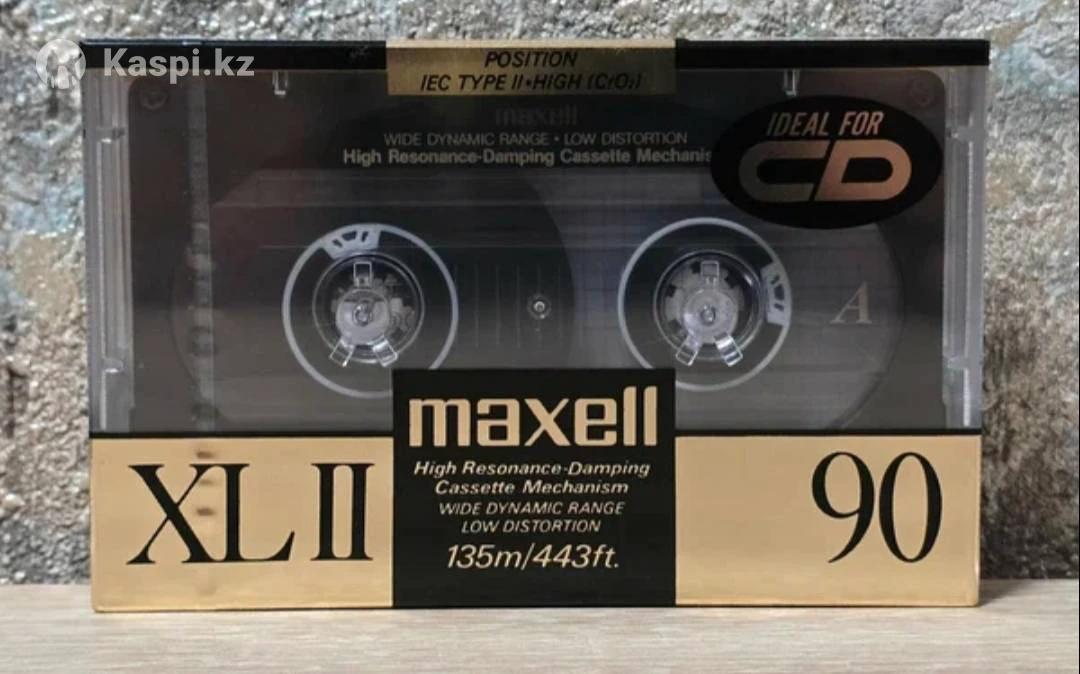 Kaspi.kz
POSITION
IEC TYPE II•HIGH (CrO₂)
maxell
WIDE DYNAMIC RANGE • LOW DISTORTION
High Resonance-Damping Cassette Mechanis
IDEAL FOR
CD
A
maxell
High Resonance-Damping
Cassette Mechanism
WIDE DYNAMIC RANGE
LOW DISTORTION
135m/443ft.
XL II
90